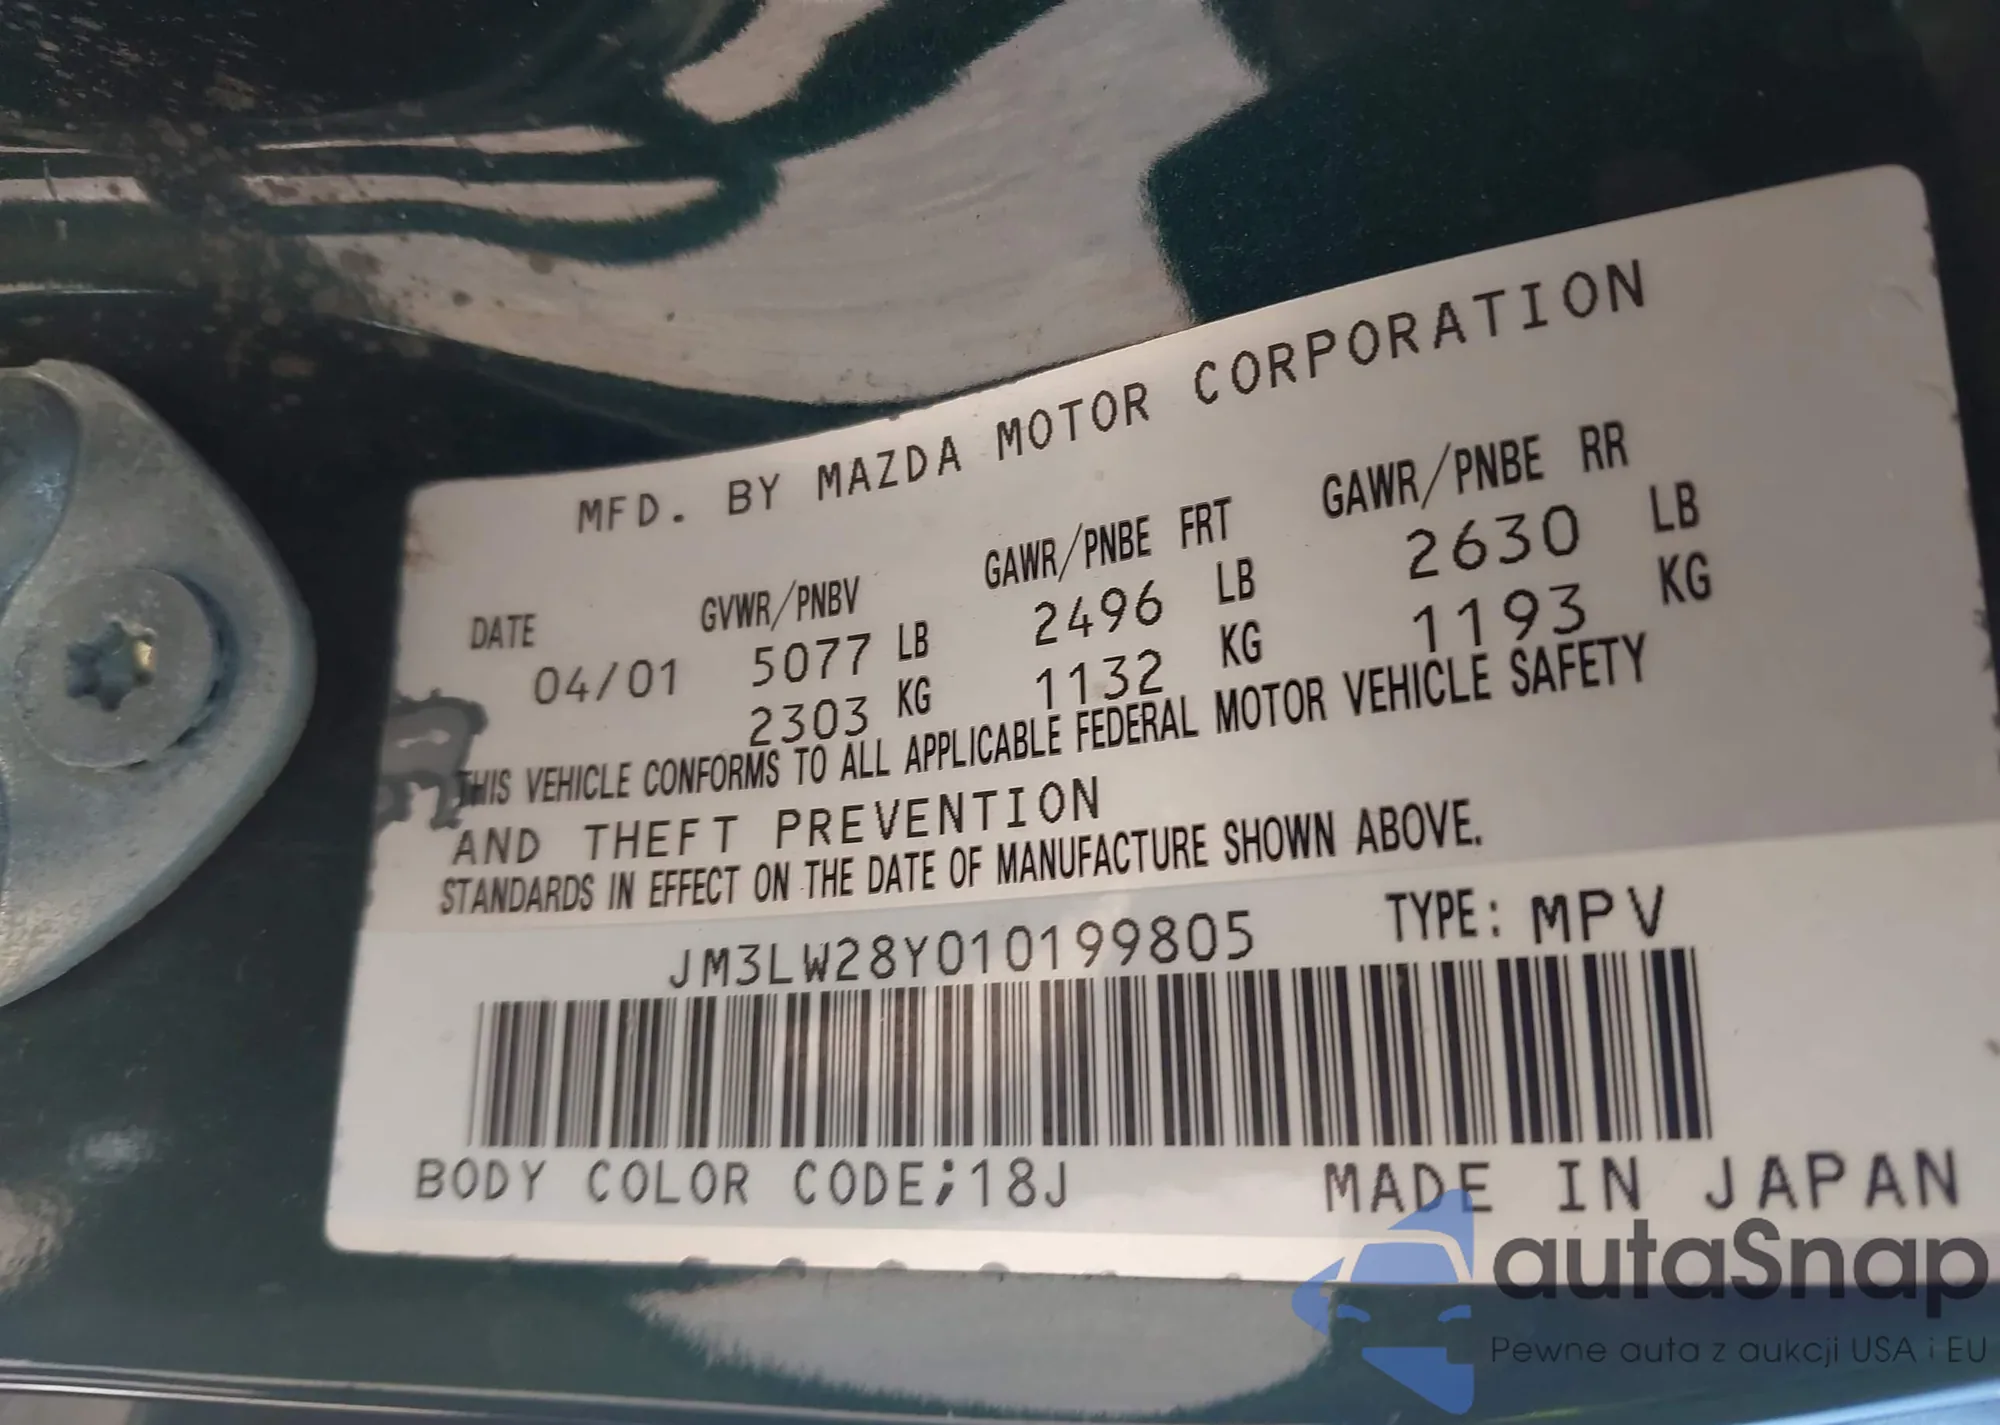 MFD. BY MAZDA MOTOR CORPORATION
DATE GVWR/PNBV GAWR/PNBE FRT GAWR/PNBE RR
04/01 5077 LB 2496 LB 2630 LB
2303 KG 1132 KG 1193 KG
THIS VEHICLE CONFORMS TO ALL APPLICABLE FEDERAL MOTOR VEHICLE SAFETY
AND THEFT PREVENTION
STANDARDS IN EFFECT ON THE DATE OF MANUFACTURE SHOWN ABOVE.
JM3LW28Y010199805 TYPE: MPV
BODY COLOR CODE;18J MADE IN JAPAN
autaSnap
Pewne auta z aukcji USA i EU